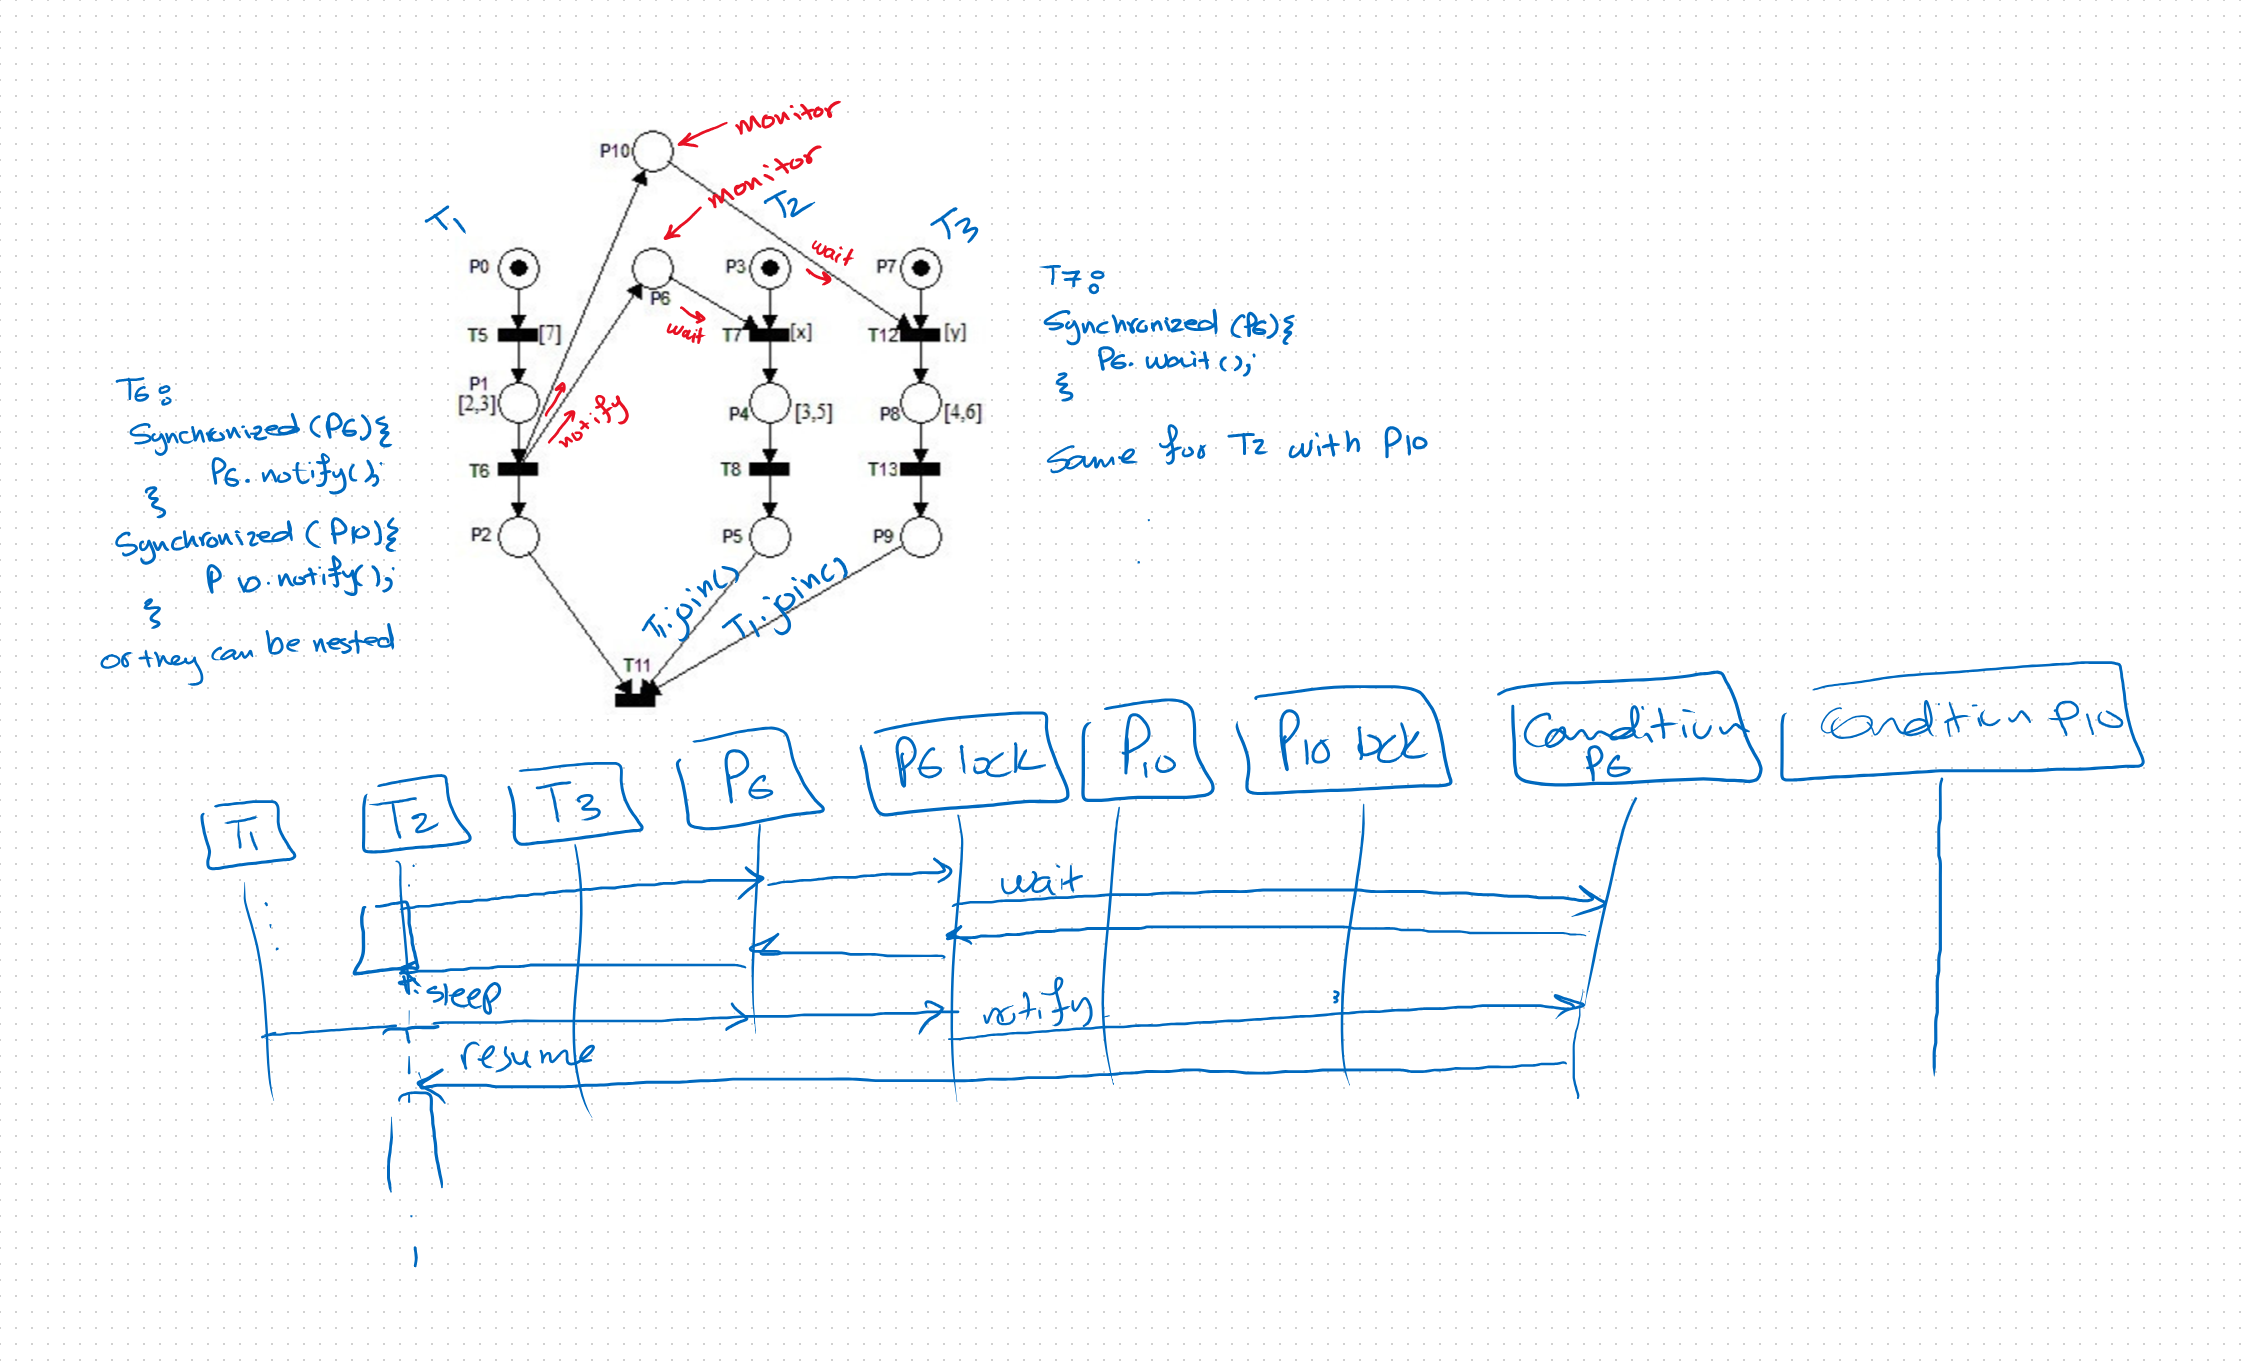 monitor
P10
monitor
T1
T2
T3
wait
P0
P6
P3
P7
wait
T5 [7]
T7 [x]
T12 [y]
P1
[2,3]
notify
P4 [3,5]
P8 [4,6]
T6
T8
T13
P2
P5
P9
T1.join()
T1.join()
T11
T6:
Synchronized (P6){
P6.notify();
}
Synchronized (P10){
P10.notify();
}
or they can be nested
T7:
Synchronized (P6){
P6.wait();
}
Same for T2 with P10
T1
T2
T3
P6
P6 lock
P10
P10 lock
Condition
P6
Condition P10
wait
sleep
notify
resume